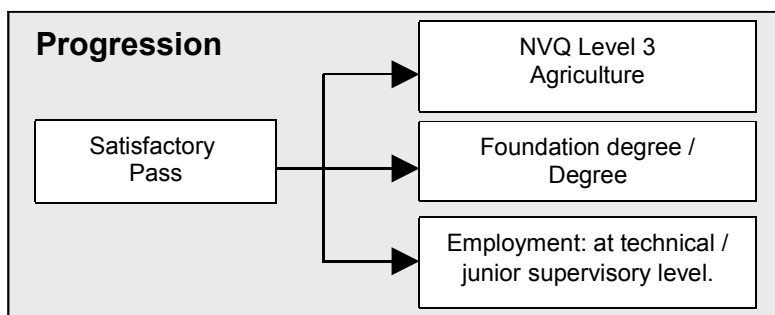 Progression
Satisfactory
Pass
NVQ Level 3
Agriculture
Foundation degree /
Degree
Employment: at technical /
junior supervisory level.